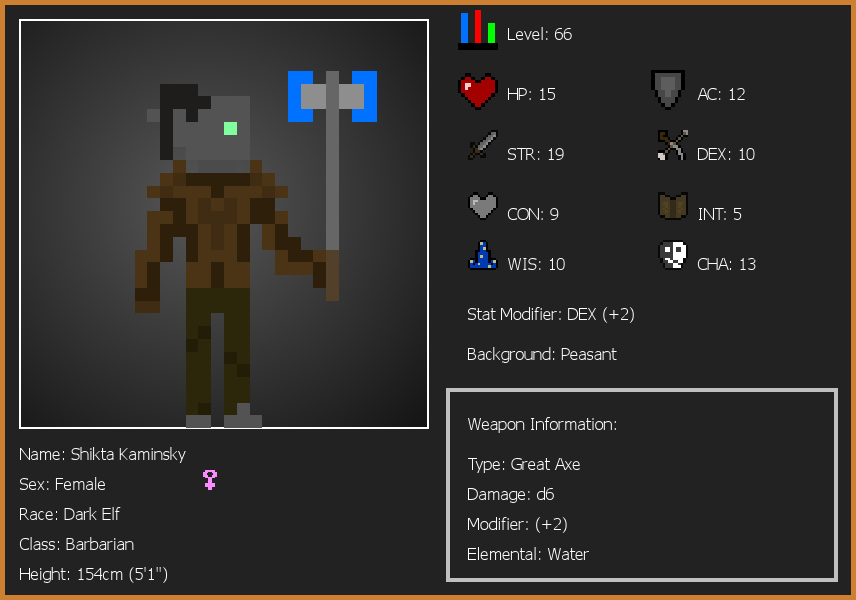 Level: 66
HP: 15
AC: 12
STR: 19
DEX: 10
CON: 9
INT: 5
WIS: 10
CHA: 13
Stat Modifier: DEX (+2)
Background: Peasant
Weapon Information:
Type: Great Axe
Damage: d6
Modifier: (+2)
Elemental: Water
Name: Shikta Kaminsky
Sex: Female
Race: Dark Elf
Class: Barbarian
Height: 154cm (5'1")